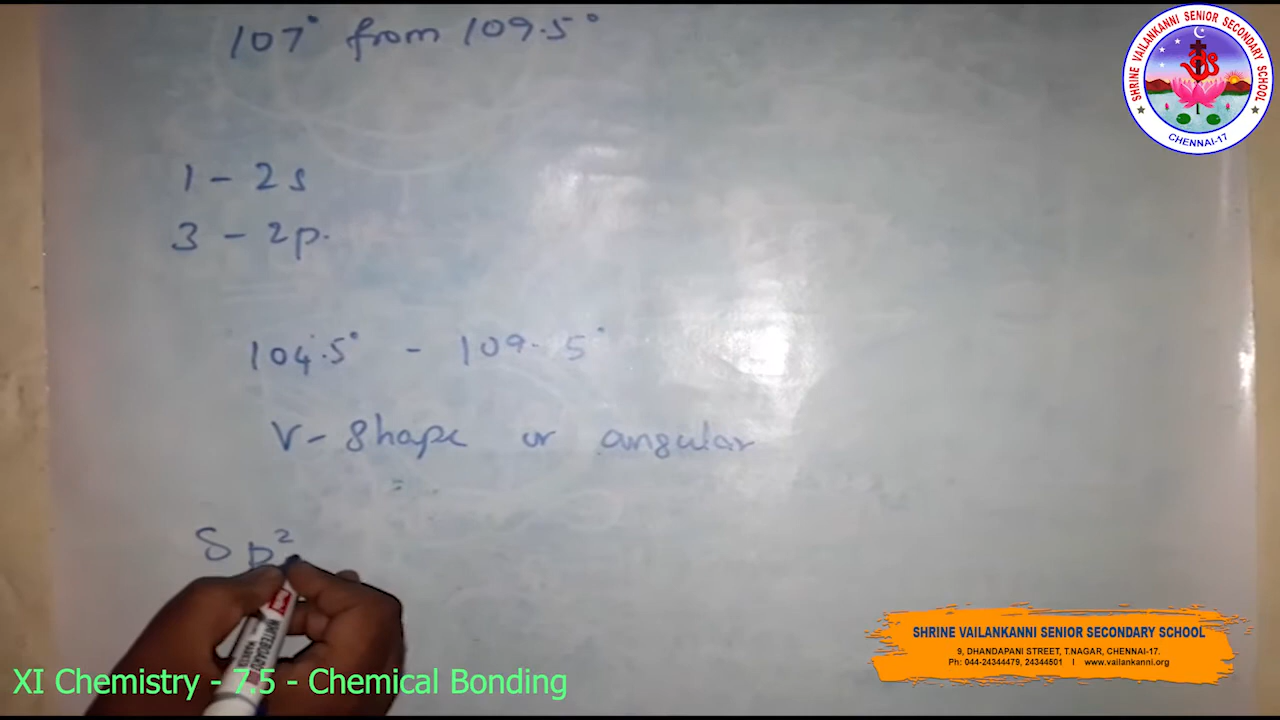 107° from 109.5°
1 - 2s
3 - 2p.
104.5° - 109.5°
V - Shape or angular
Sp²
SHRINE VAILANKANNI SENIOR SECONDARY SCHOOL
CHENNAI-17
SHRINE VAILANKANNI SENIOR SECONDARY SCHOOL
9, DHANDAPANI STREET, T.NAGAR, CHENNAI-17.
Ph: 044-24344479, 24344501 | www.vailankanni.org
XI Chemistry - 7.5 - Chemical Bonding